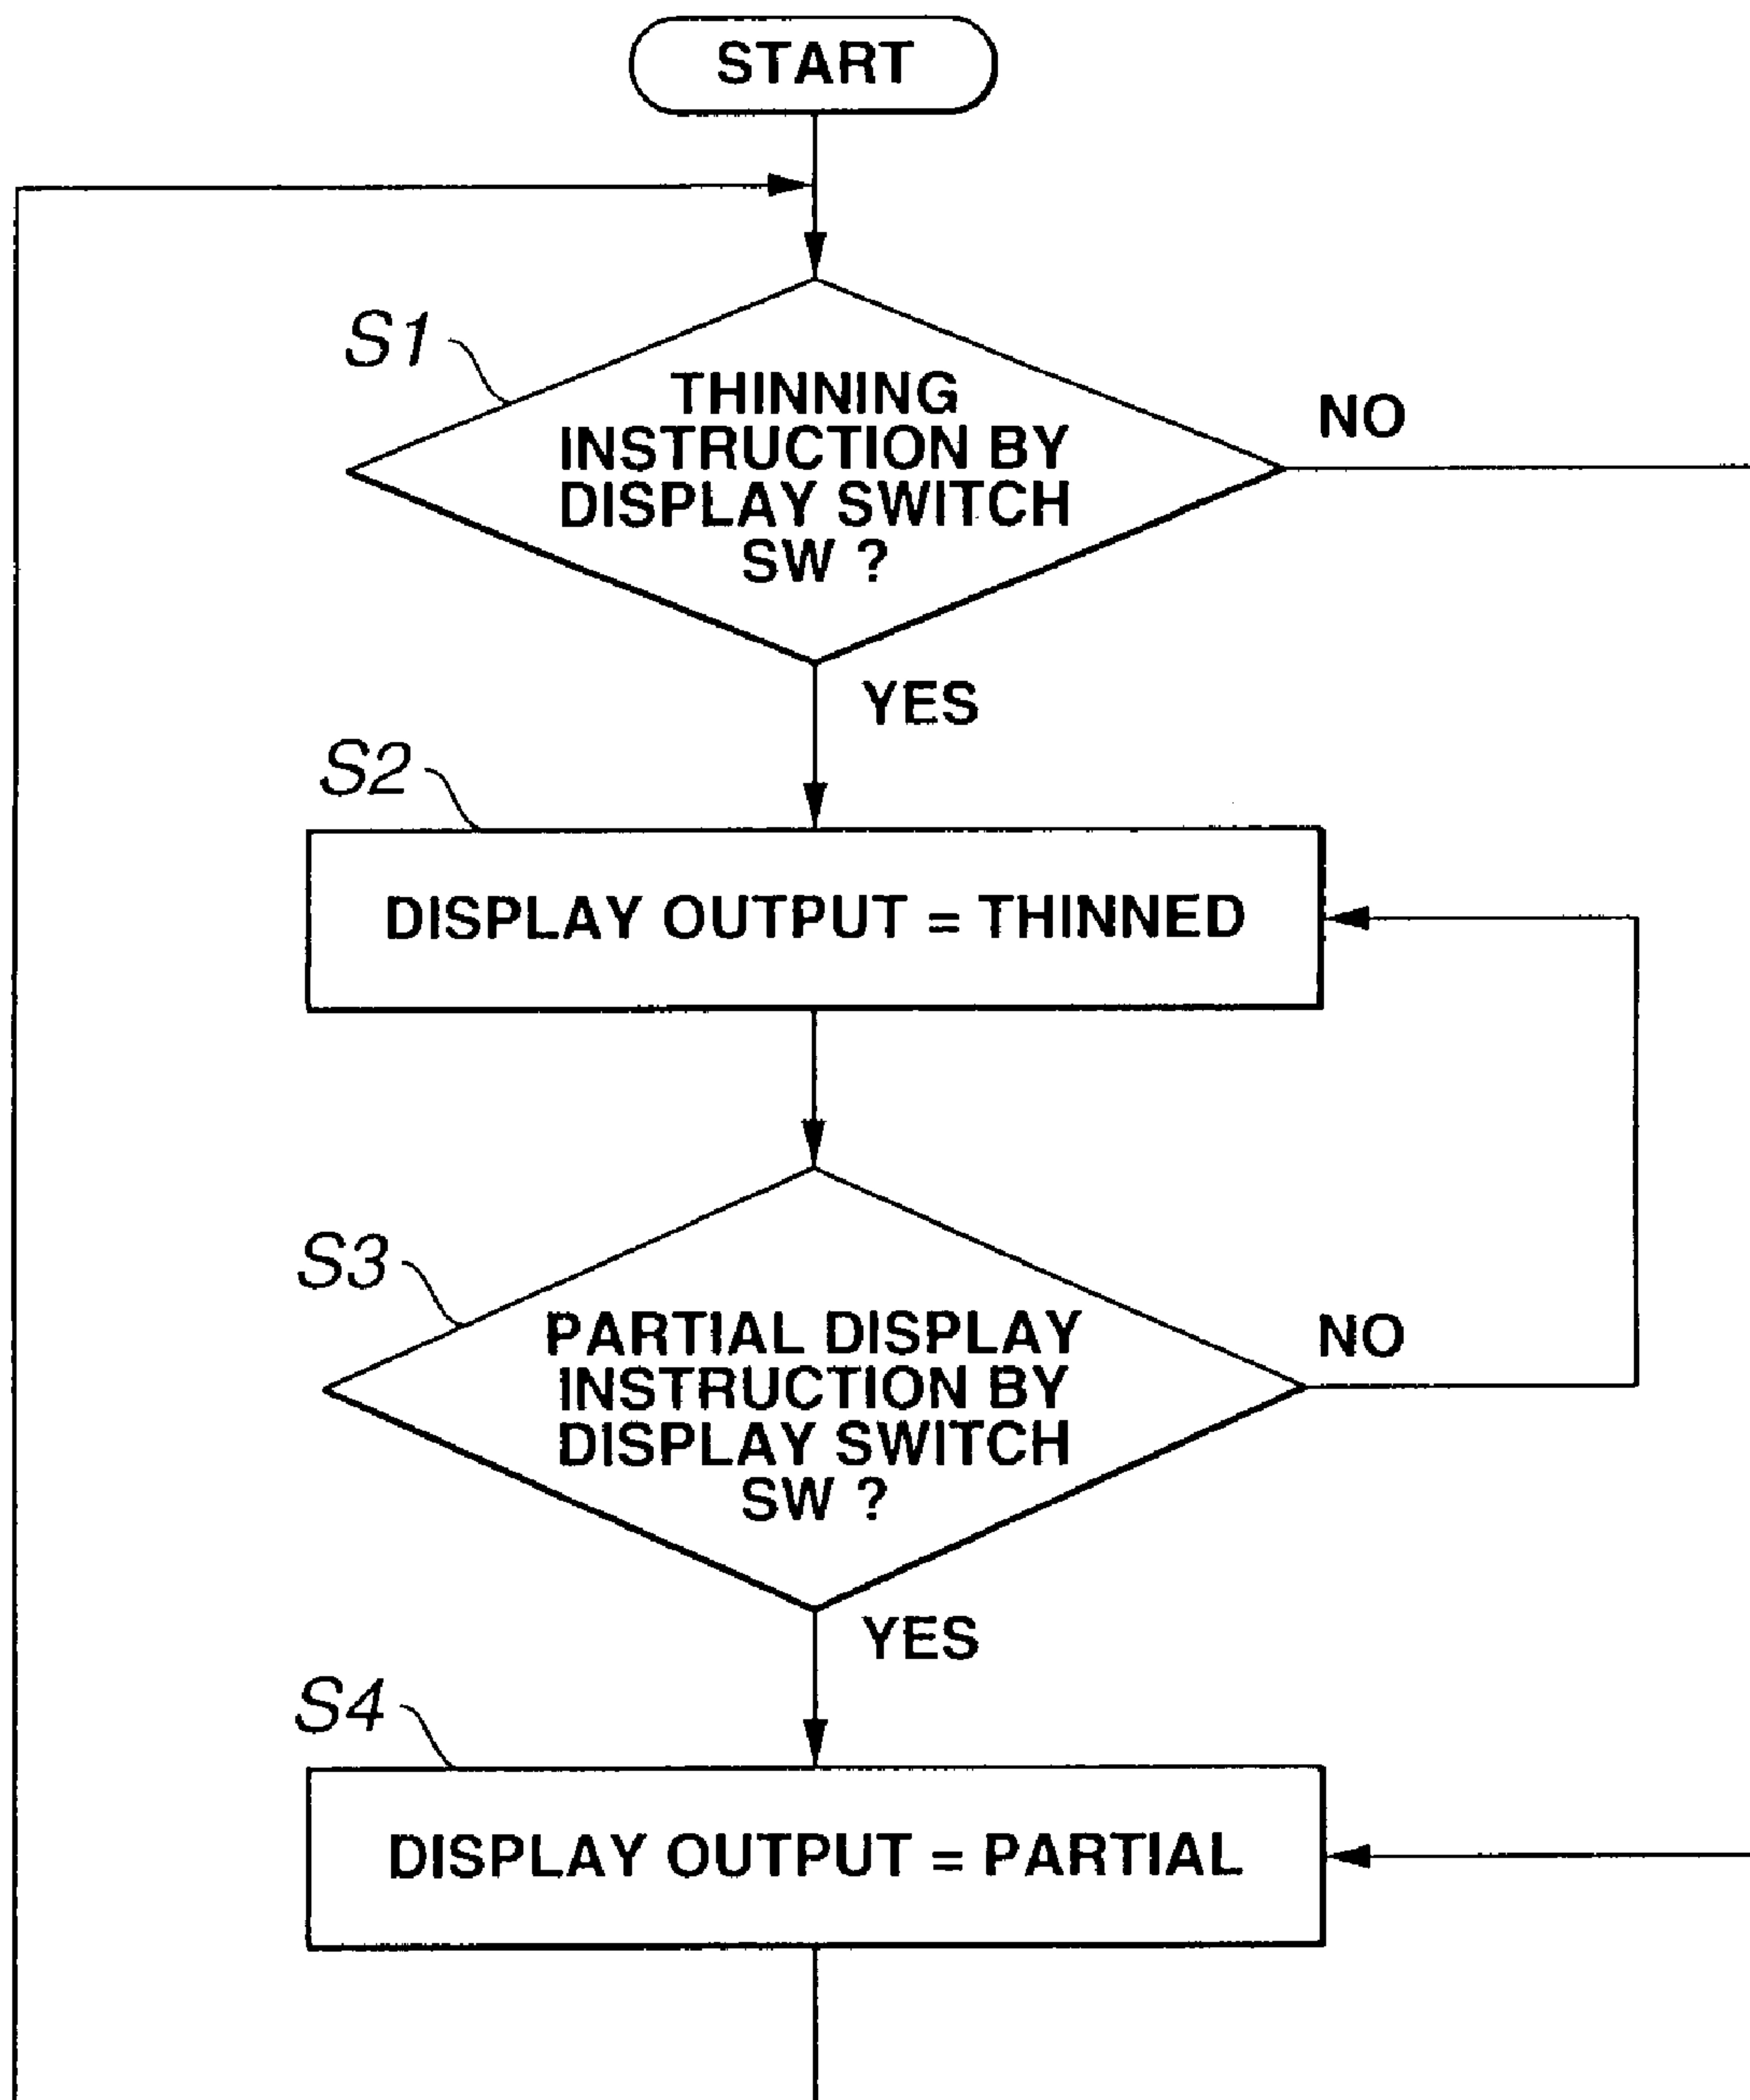 START
S1
THINNING
INSTRUCTION BY
DISPLAY SWITCH
SW ?
NO
YES
S2
DISPLAY OUTPUT = THINNED
S3
PARTIAL DISPLAY
INSTRUCTION BY
DISPLAY SWITCH
SW ?
NO
YES
S4
DISPLAY OUTPUT = PARTIAL